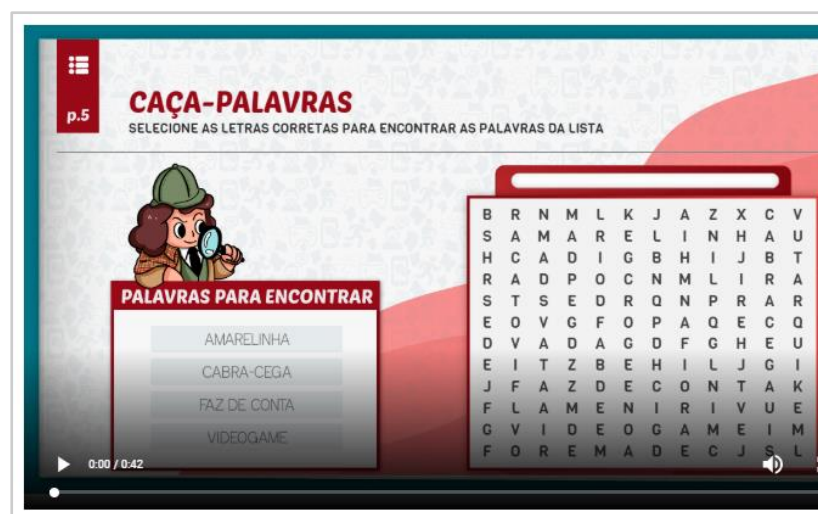 p.5
CAÇA-PALAVRAS
SELECIONE AS LETRAS CORRETAS PARA ENCONTRAR AS PALAVRAS DA LISTA
PALAVRAS PARA ENCONTRAR
AMARELINHA
CABRA-CEGA
FAZ DE CONTA
VIDEOGAME
B R N M L K J A Z X C V
S A M A R E L I N H A U
H C A D I G B H I J B T
R A D P O C N M L I R A
S T S E D R Q N P R A R
E O V G F O P A Q E C Q
D V A D A G D F G H E U
E I T Z B E H I L J G I
J F A Z D E C O N T A K
F L A M E N I R I V U E
G V I D E O G A M E I M
F O R E M A D E C J S L
0:00 / 0:42